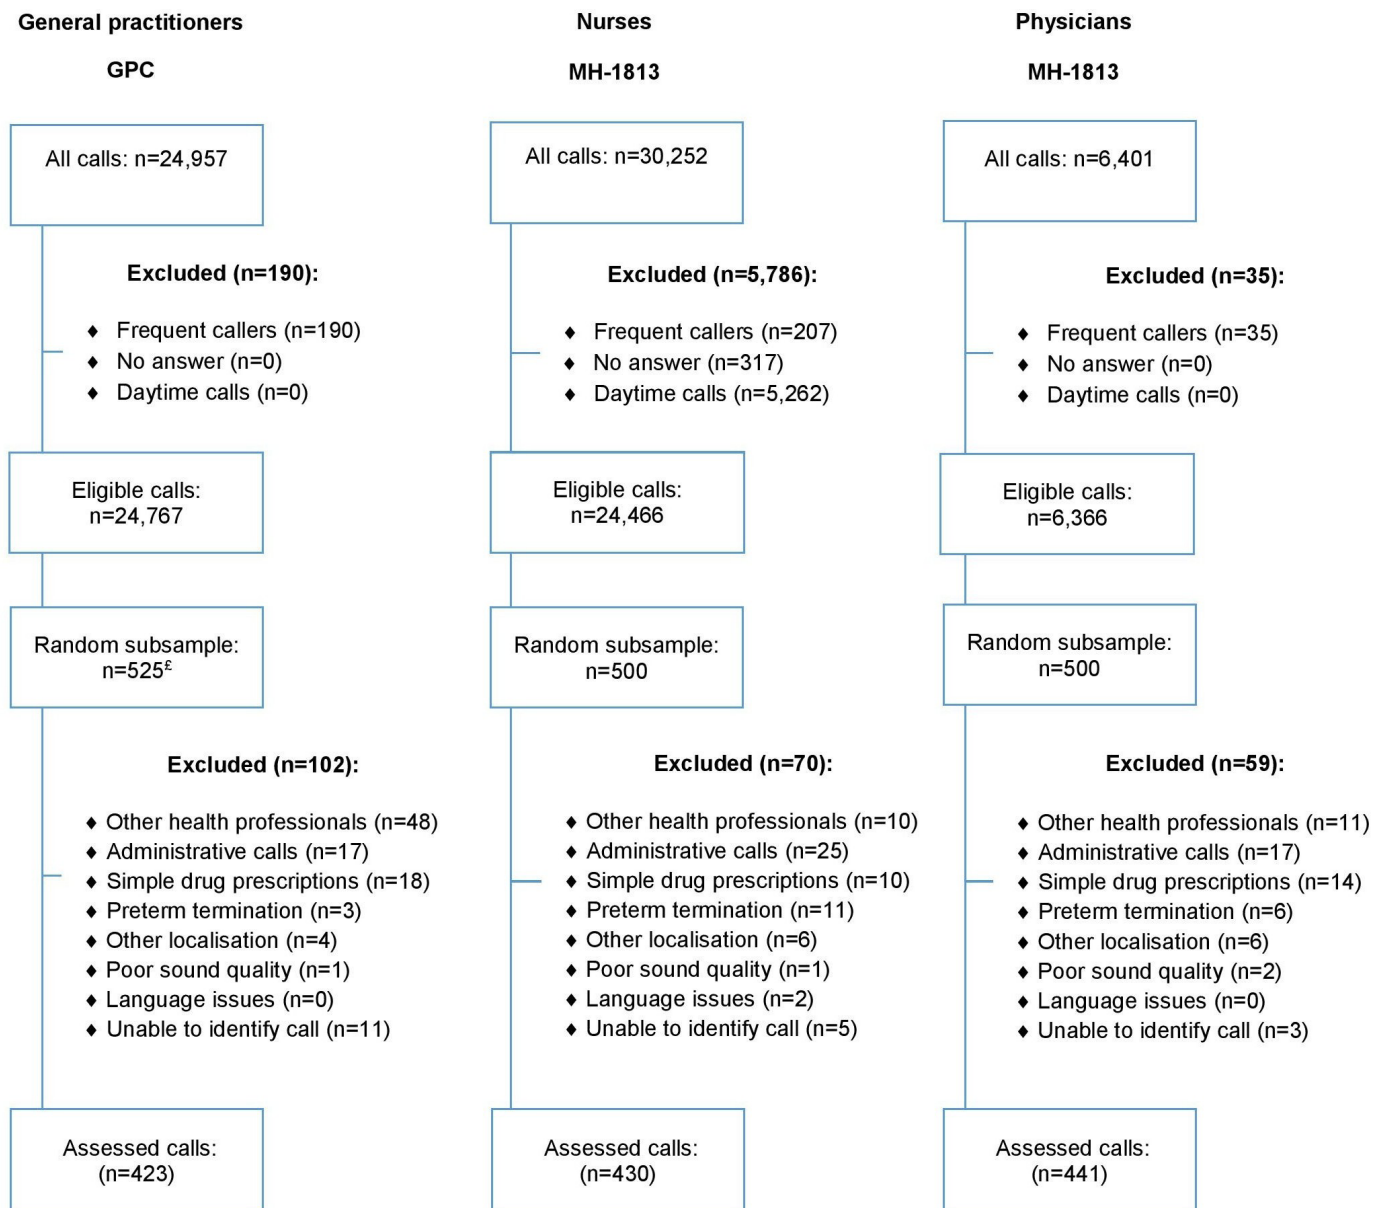 General practitioners
GPC
All calls: n=24,957
Excluded (n=190):
♦ Frequent callers (n=190)
♦ No answer (n=0)
♦ Daytime calls (n=0)
Eligible calls:
n=24,767
Random subsample:
n=525£
Excluded (n=102):
♦ Other health professionals (n=48)
♦ Administrative calls (n=17)
♦ Simple drug prescriptions (n=18)
♦ Preterm termination (n=3)
♦ Other localisation (n=4)
♦ Poor sound quality (n=1)
♦ Language issues (n=0)
♦ Unable to identify call (n=11)
Assessed calls:
(n=423)
Nurses
MH-1813
All calls: n=30,252
Excluded (n=5,786):
♦ Frequent callers (n=207)
♦ No answer (n=317)
♦ Daytime calls (n=5,262)
Eligible calls:
n=24,466
Random subsample:
n=500
Excluded (n=70):
♦ Other health professionals (n=10)
♦ Administrative calls (n=25)
♦ Simple drug prescriptions (n=10)
♦ Preterm termination (n=11)
♦ Other localisation (n=6)
♦ Poor sound quality (n=1)
♦ Language issues (n=2)
♦ Unable to identify call (n=5)
Assessed calls:
(n=430)
Physicians
MH-1813
All calls: n=6,401
Excluded (n=35):
♦ Frequent callers (n=35)
♦ No answer (n=0)
♦ Daytime calls (n=0)
Eligible calls:
n=6,366
Random subsample:
n=500
Excluded (n=59):
♦ Other health professionals (n=11)
♦ Administrative calls (n=17)
♦ Simple drug prescriptions (n=14)
♦ Preterm termination (n=6)
♦ Other localisation (n=6)
♦ Poor sound quality (n=2)
♦ Language issues (n=0)
♦ Unable to identify call (n=3)
Assessed calls:
(n=441)